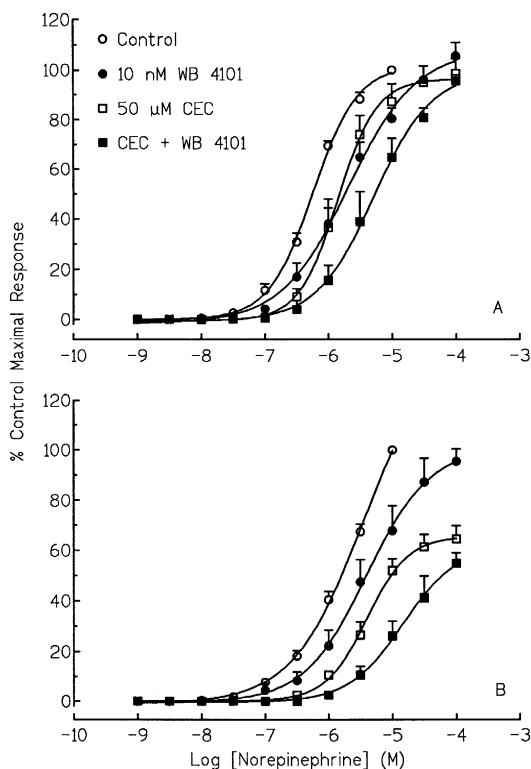 120
100
80
60
40
20
0
Control
10 nM WB 4101
50 μM CEC
CEC + WB 4101
A
-10 -9 -8 -7 -6 -5 -4 -3
% Control Maximal Response
120
100
80
60
40
20
0
B
-10 -9 -8 -7 -6 -5 -4 -3
Log [Norepinephrine] (M)